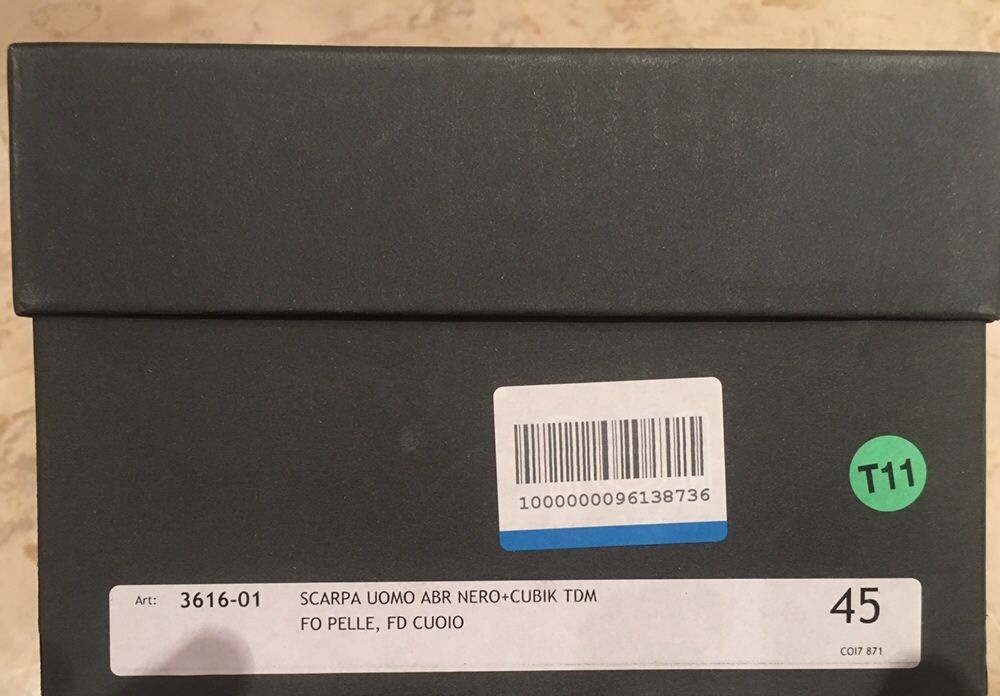 1000000096138736
T11
Art: 3616-01 SCARPA UOMO ABR NERO+CUBIK TDM 45
FO PELLE, FD CUOIO
COI7 871